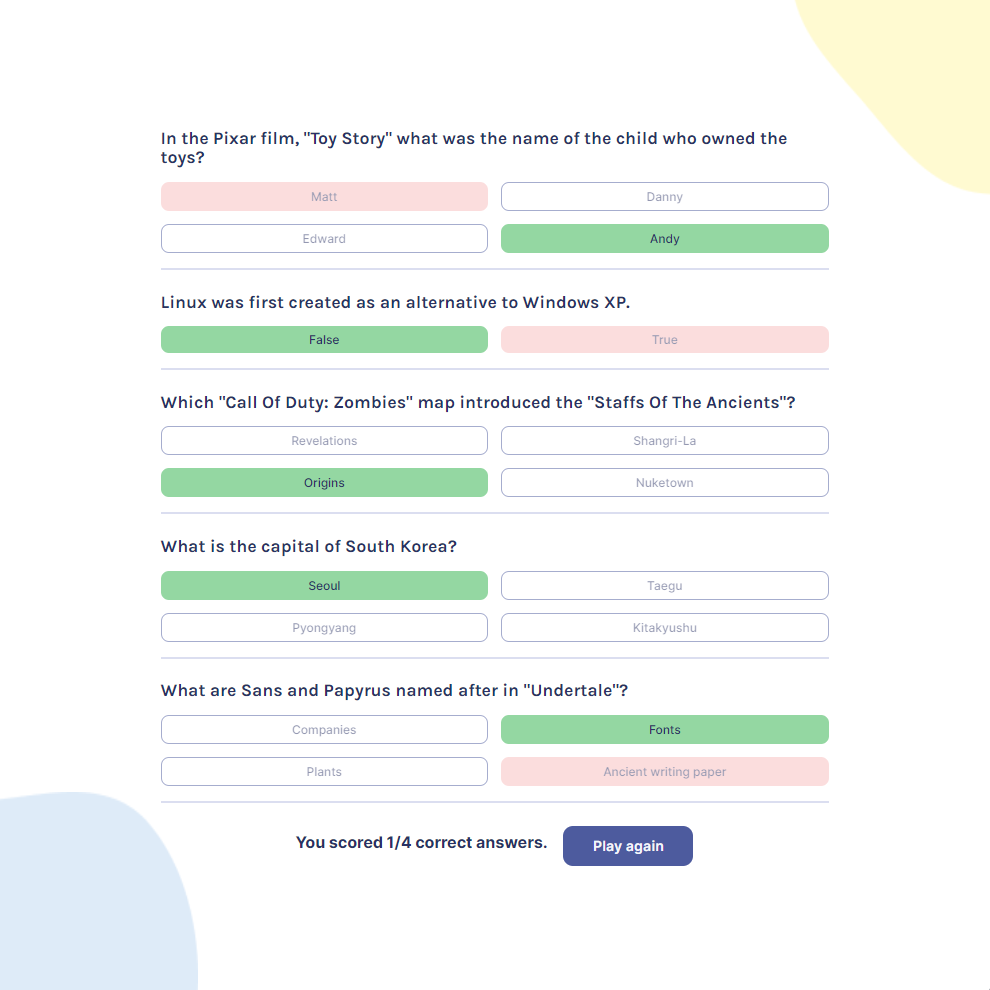 In the Pixar film, "Toy Story" what was the name of the child who owned the
toys?
Matt
Danny
Edward
Andy
Linux was first created as an alternative to Windows XP.
False
True
Which "Call Of Duty: Zombies" map introduced the "Staffs Of The Ancients"?
Revelations
Shangri-La
Origins
Nuketown
What is the capital of South Korea?
Seoul
Taegu
Pyongyang
Kitakyushu
What are Sans and Papyrus named after in "Undertale"?
Companies
Fonts
Plants
Ancient writing paper
You scored 1/4 correct answers.
Play again